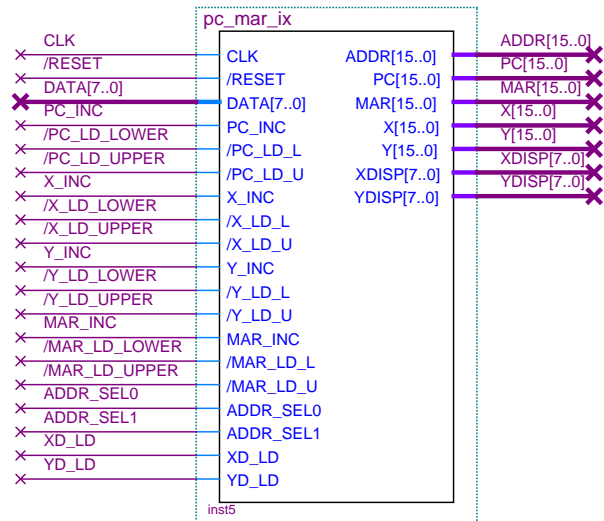 pc_mar_ix
CLK
/RESET
DATA[7..0]
PC_INC
/PC_LD_LOWER
/PC_LD_UPPER
X_INC
/X_LD_LOWER
/X_LD_UPPER
Y_INC
/Y_LD_LOWER
/Y_LD_UPPER
MAR_INC
/MAR_LD_LOWER
/MAR_LD_UPPER
ADDR_SEL0
ADDR_SEL1
XD_LD
YD_LD
CLK
/RESET
DATA[7..0]
PC_INC
/PC_LD_L
/PC_LD_U
X_INC
/X_LD_L
/X_LD_U
Y_INC
/Y_LD_L
/Y_LD_U
MAR_INC
/MAR_LD_L
/MAR_LD_U
ADDR_SEL0
ADDR_SEL1
XD_LD
YD_LD
ADDR[15..0]
PC[15..0]
MAR[15..0]
X[15..0]
Y[15..0]
XDISP[7..0]
YDISP[7..0]
ADDR[15..0]
PC[15..0]
MAR[15..0]
X[15..0]
Y[15..0]
XDISP[7..0]
YDISP[7..0]
inst5